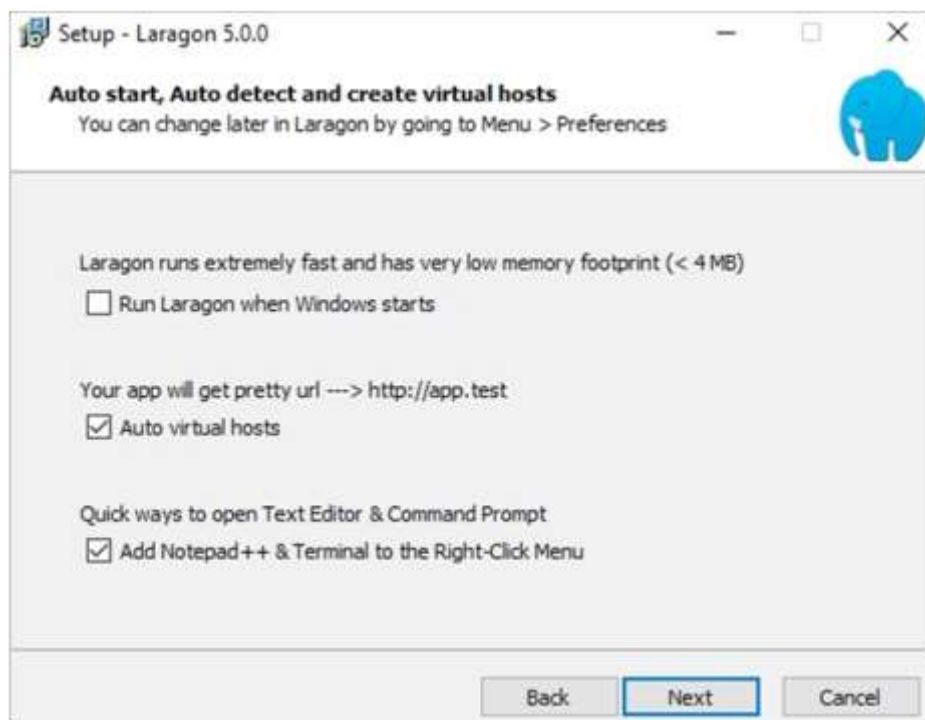 Setup - Laragon 5.0.0
Auto start, Auto detect and create virtual hosts
You can change later in Laragon by going to Menu > Preferences
Laragon runs extremely fast and has very low memory footprint (< 4 MB)
Run Laragon when Windows starts
Your app will get pretty url ---> http://app.test
Auto virtual hosts
Quick ways to open Text Editor & Command Prompt
Add Notepad++ & Terminal to the Right-Click Menu
Back Next Cancel